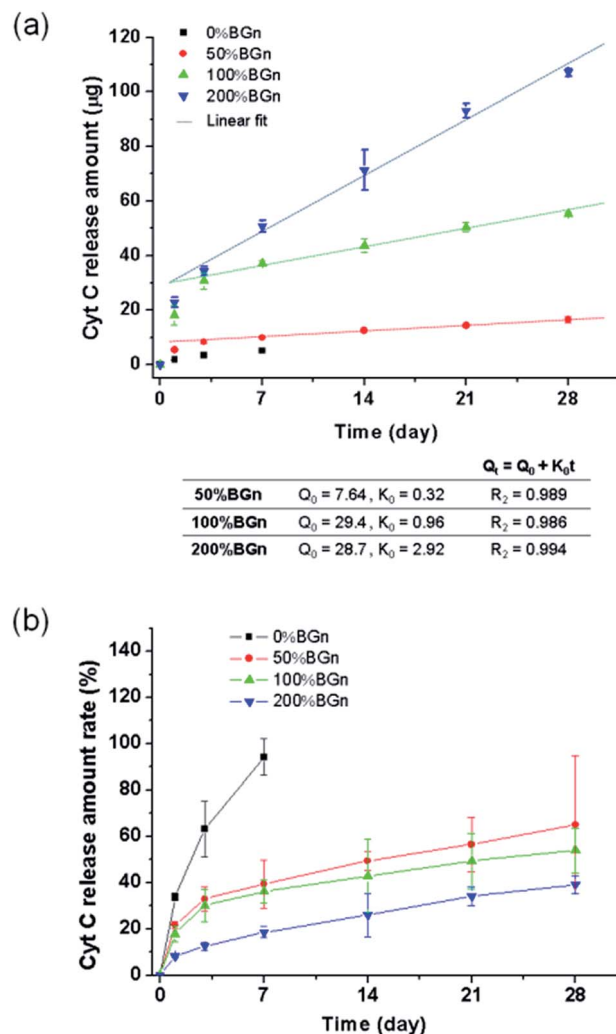 (a)
120
100
80
60
40
20
0
Cyt C release amount (μg)
0%BGn
50%BGn
100%BGn
200%BGn
Linear fit
0 7 14 21 28
Time (day)
Qt = Q0 + K0t
50%BGn Q0 = 7.64 , K0 = 0.32 R2 = 0.989
100%BGn Q0 = 29.4 , K0 = 0.96 R2 = 0.986
200%BGn Q0 = 28.7 , K0 = 2.92 R2 = 0.994
(b)
140
120
100
80
60
40
20
0
Cyt C release amount rate (%)
0%BGn
50%BGn
100%BGn
200%BGn
0 7 14 21 28
Time (day)